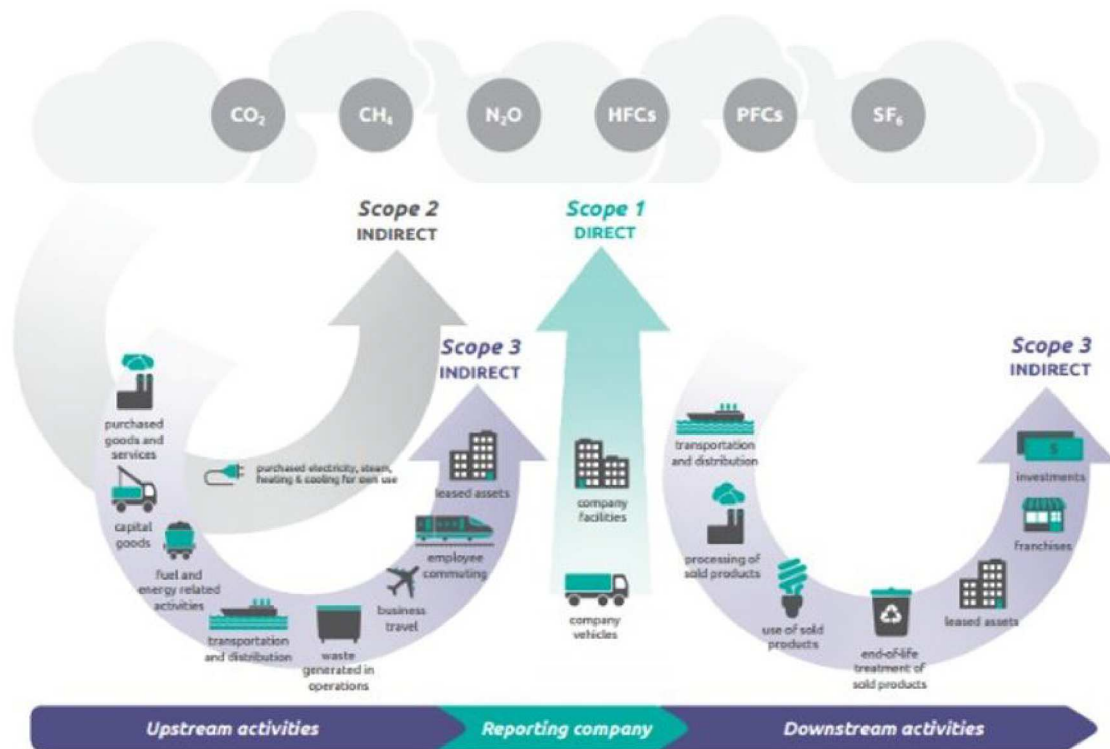 CO₂
CH₄
N₂O
HFCs
PFCs
SF₆
Scope 2
INDIRECT
Scope 1
DIRECT
Scope 3
INDIRECT
Scope 3
INDIRECT
purchased
goods and
services
capital
goods
fuel and
energy related
activities
transportation
and distribution
waste
generated in
operations
business
travel
employee
commuting
leased assets
purchased electricity, steam,
heating & cooling for own use
company
facilities
company
vehicles
transportation
and distribution
processing of
sold products
use of sold
products
end-of-life
treatment of
sold products
leased assets
franchises
$
investments
Upstream activities
Reporting company
Downstream activities